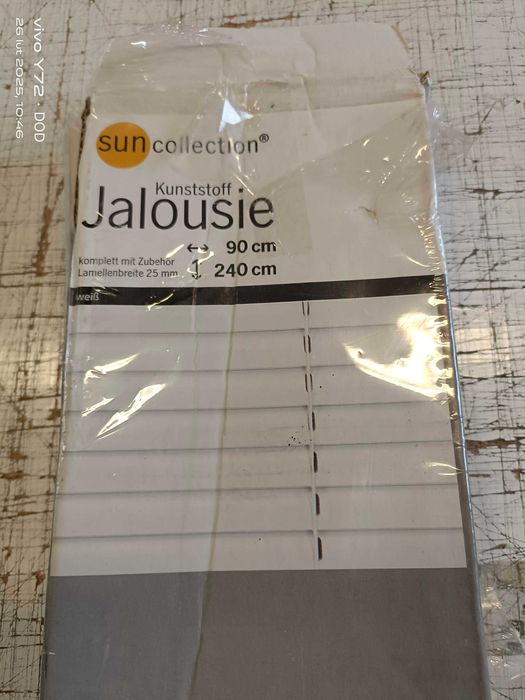 vivo Y72 · DOD
26 lut 2025, 10:46
sun collection®
Kunststoff
Jalousie
↔ 90 cm
komplett mit Zubehör
Lamellenbreite 25 mm ↕ 240 cm
weiß